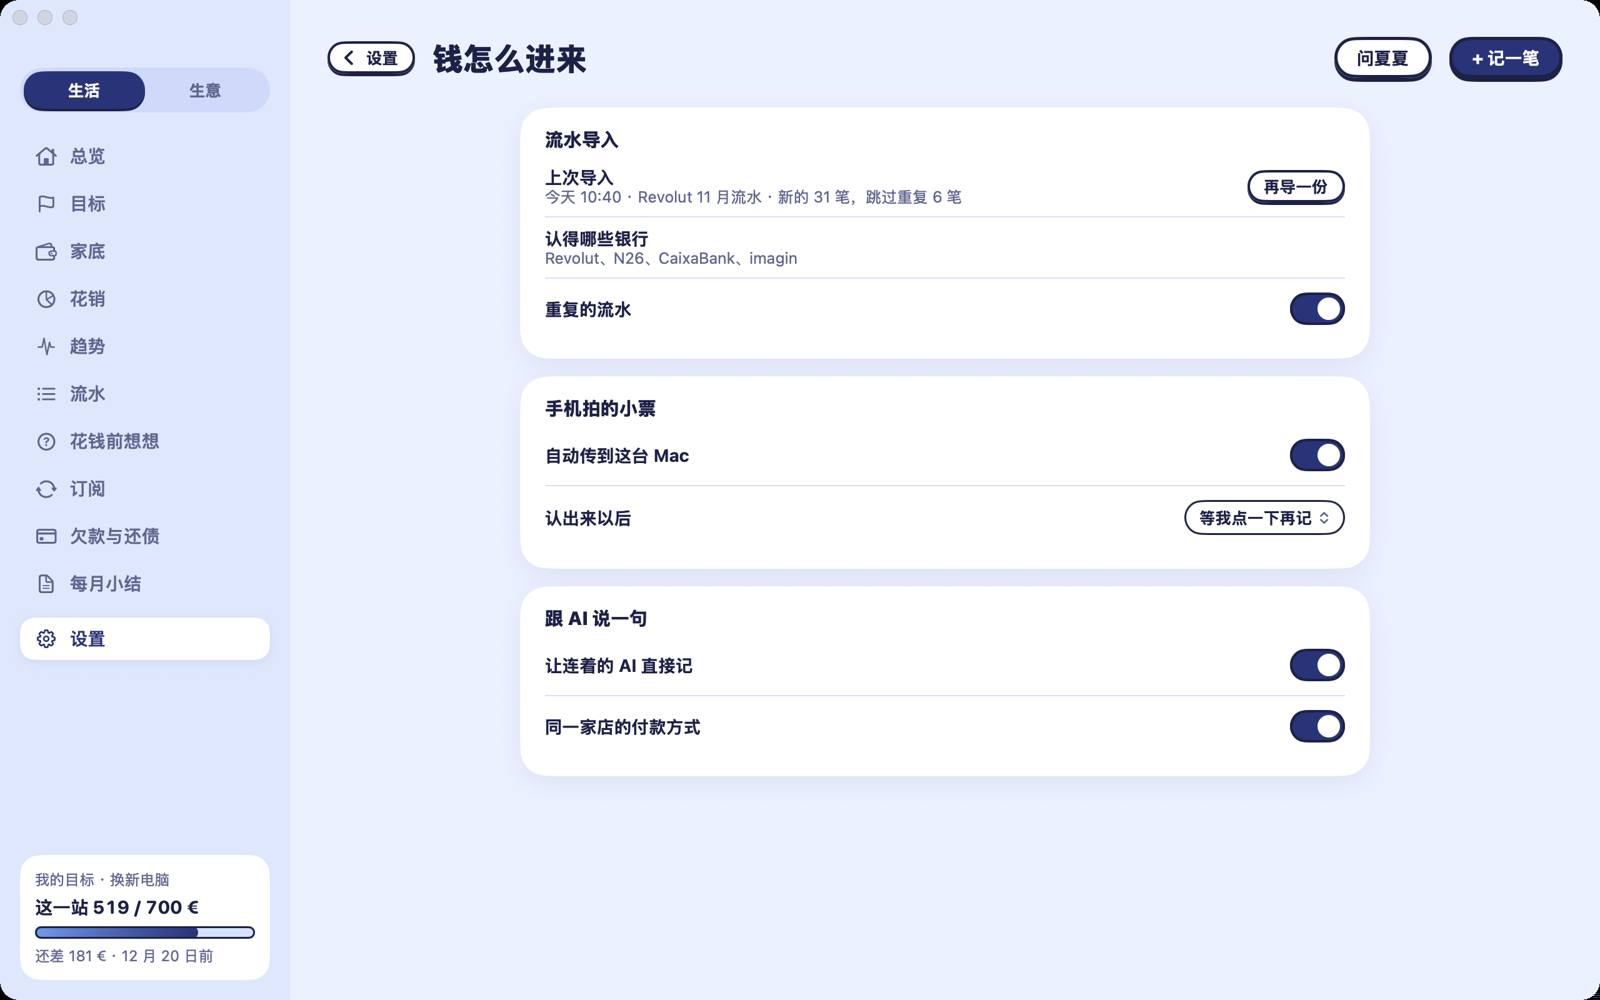 生活
生意
总览
目标
家底
花销
趋势
流水
花钱前想想
订阅
欠款与还债
每月小结
设置
我的目标 · 换新电脑
这一站 519 / 700 €
还差 181 € · 12 月 20 日前
设置
钱怎么进来
问夏夏
+ 记一笔
流水导入
上次导入
今天 10:40 · Revolut 11 月流水 · 新的 31 笔，跳过重复 6 笔
再导一份
认得哪些银行
Revolut、N26、CaixaBank、imagin
重复的流水
手机拍的小票
自动传到这台 Mac
认出来以后
等我点一下再记
跟 AI 说一句
让连着的 AI 直接记
同一家店的付款方式